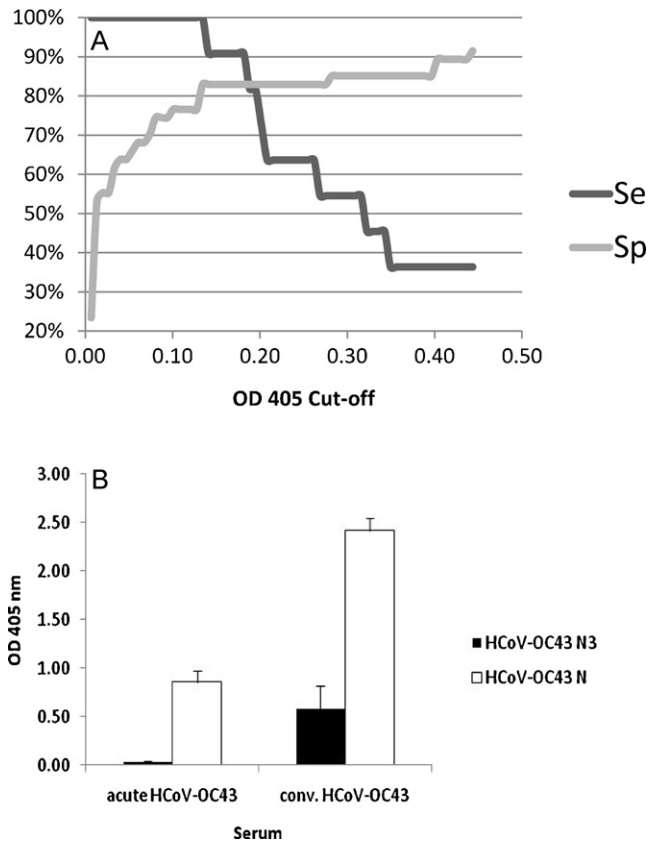 A
100%
90%
80%
70%
60%
50%
40%
30%
20%
0.00 0.10 0.20 0.30 0.40 0.50
OD 405 Cut-off
Se
Sp
B
3.00
2.50
2.00
1.50
1.00
0.50
0.00
OD 405 nm
acute HCoV-OC43 conv. HCoV-OC43
Serum
HCoV-OC43 N3
HCoV-OC43 N